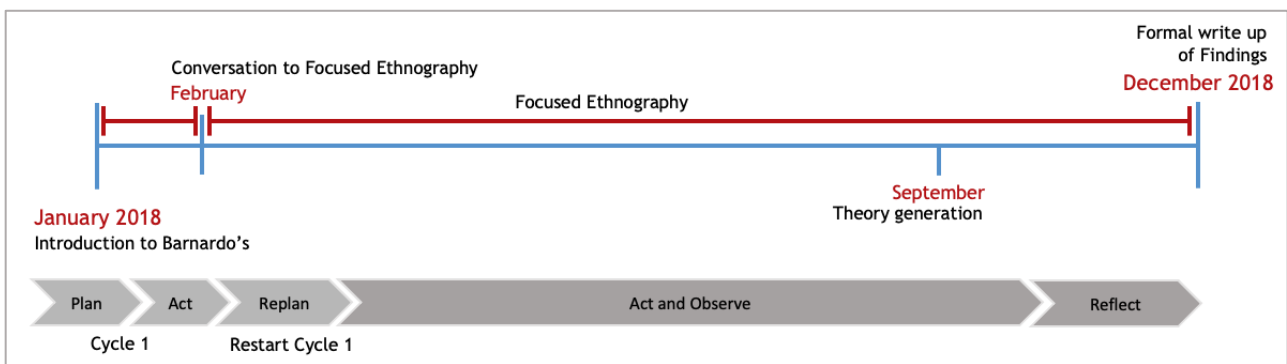 Formal write up
of Findings
December 2018
Conversation to Focused Ethnography
February
Focused Ethnography
September
Theory generation
January 2018
Introduction to Barnardo’s
Plan
Act
Replan
Act and Observe
Reflect
Cycle 1
Restart Cycle 1